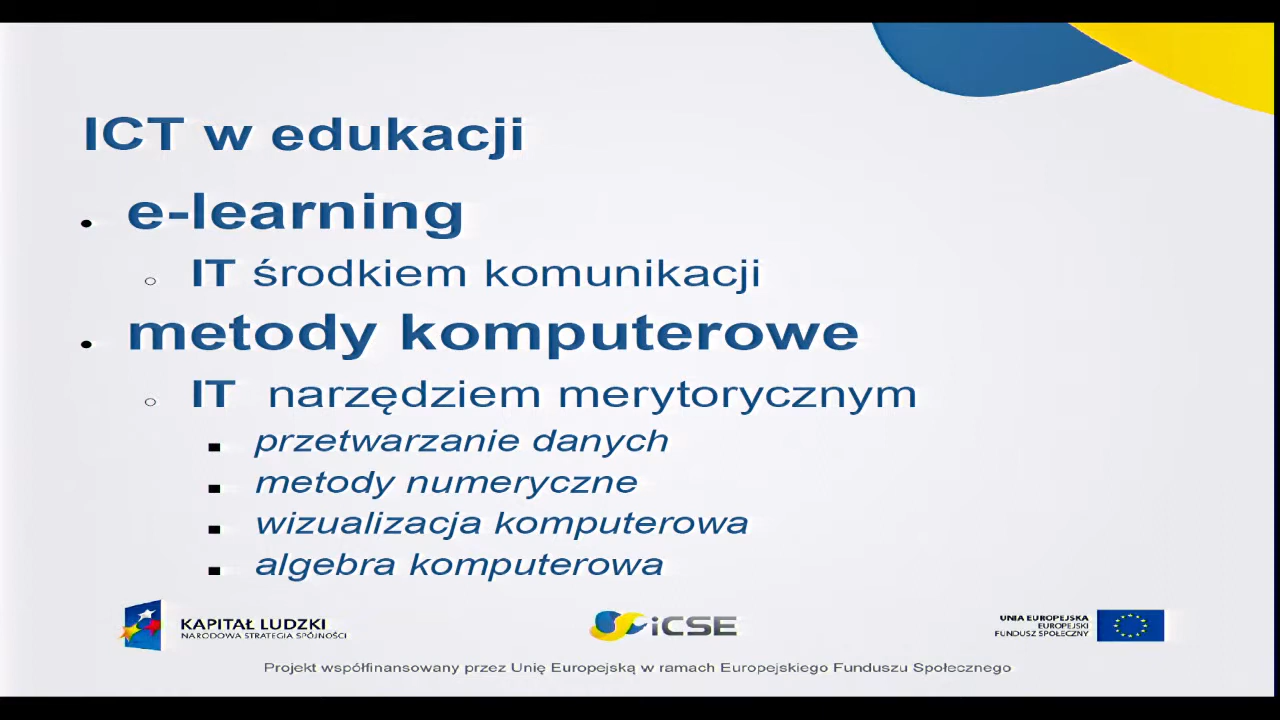 ICT w edukacji
e-learning
IT środkiem komunikacji
metody komputerowe
IT narzędziem merytorycznym
przetwarzanie danych
metody numeryczne
wizualizacja komputerowa
algebra komputerowa
KAPITAŁ LUDZKI
NARODOWA STRATEGIA SPÓJNOŚCI
iCSE
UNIA EUROPEJSKA
EUROPEJSKI
FUNDUSZ SPOŁECZNY
Projekt współfinansowany przez Unię Europejską w ramach Europejskiego Funduszu Społecznego